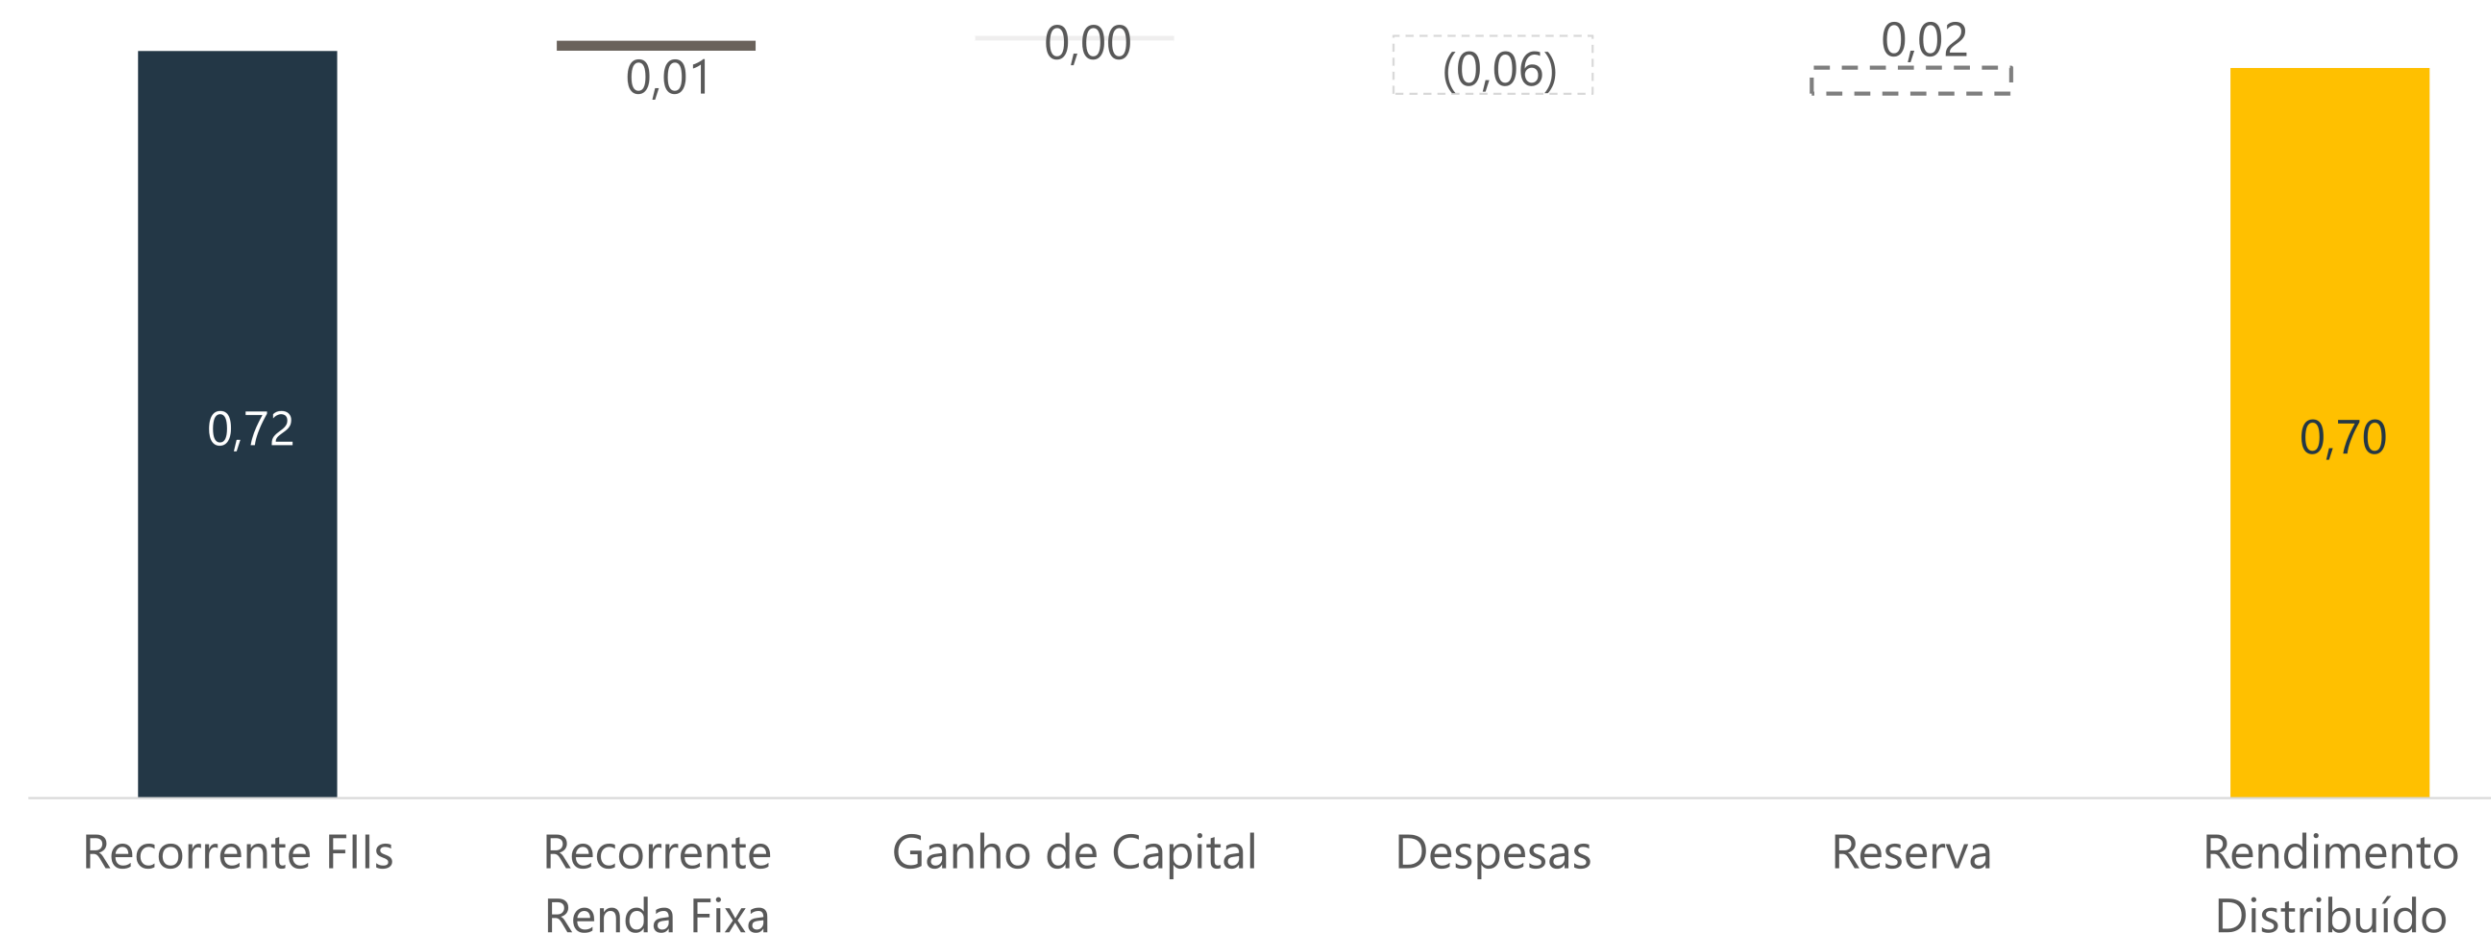 0,72
0,01
0,00
(0,06)
0,02
0,70
Recorrente FIIs
Recorrente
Renda Fixa
Ganho de Capital
Despesas
Reserva
Rendimento
Distribuído